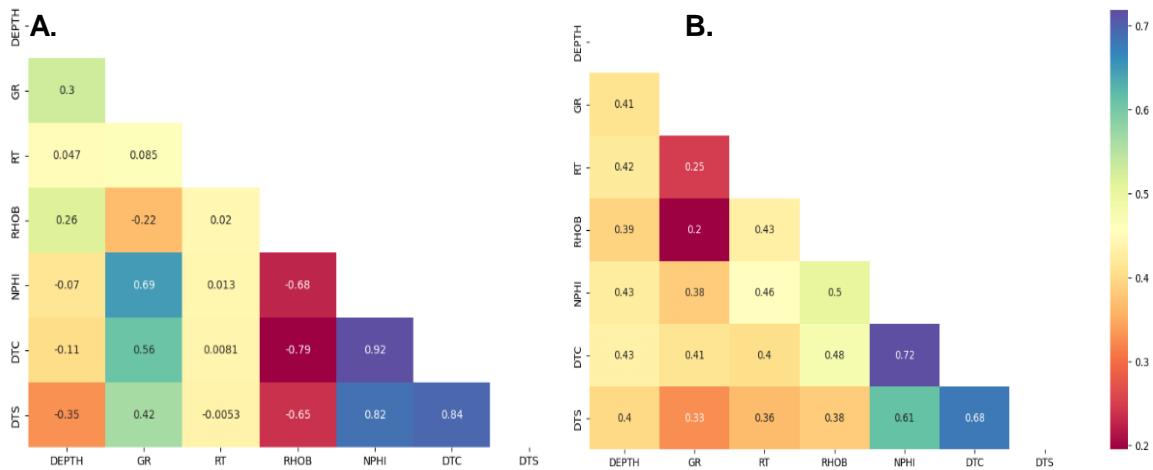 A.
B.
DEPTH
GR 0.3
RT 0.047 0.085
RHOB 0.26 -0.22 0.02
NPHI -0.07 0.69 0.013 -0.68
DTC -0.11 0.56 0.0081 -0.79 0.92
DTS -0.35 0.42 -0.0053 -0.65 0.82 0.84
DEPTH GR RT RHOB NPHI DTC DTS
DEPTH
GR 0.41
RT 0.42 0.25
RHOB 0.39 0.2 0.43
NPHI 0.43 0.38 0.46 0.5
DTC 0.43 0.41 0.4 0.48 0.72
DTS 0.4 0.33 0.36 0.38 0.61 0.68
DEPTH GR RT RHOB NPHI DTC DTS
0.7
0.6
0.5
0.4
0.3
0.2